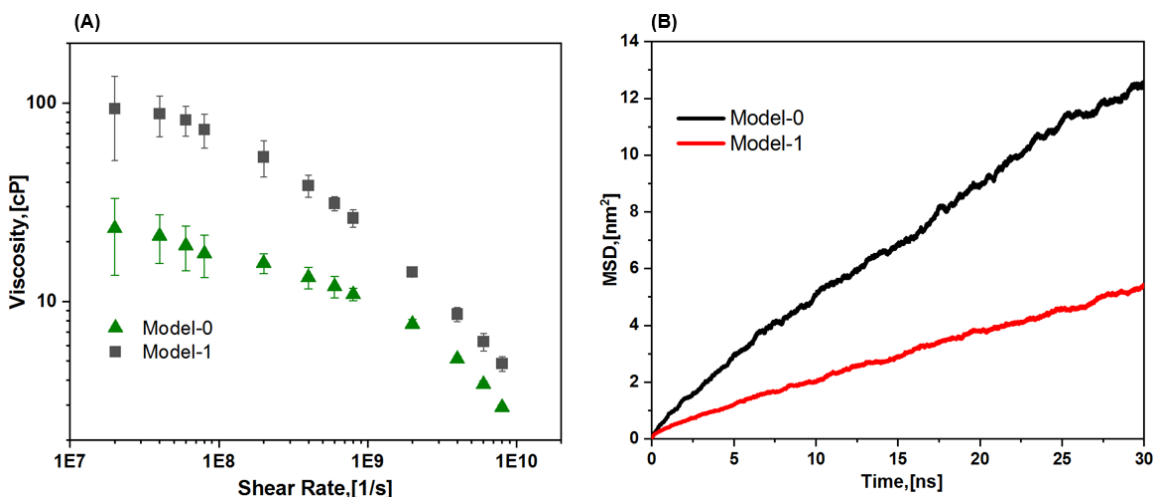 (A)
100
10
Viscosity,[cP]
Model-0
Model-1
1E7
1E8
1E9
1E10
Shear Rate,[1/s]
(B)
14
12
10
8
6
4
2
0
MSD,[nm²]
Model-0
Model-1
0
5
10
15
20
25
30
Time,[ns]